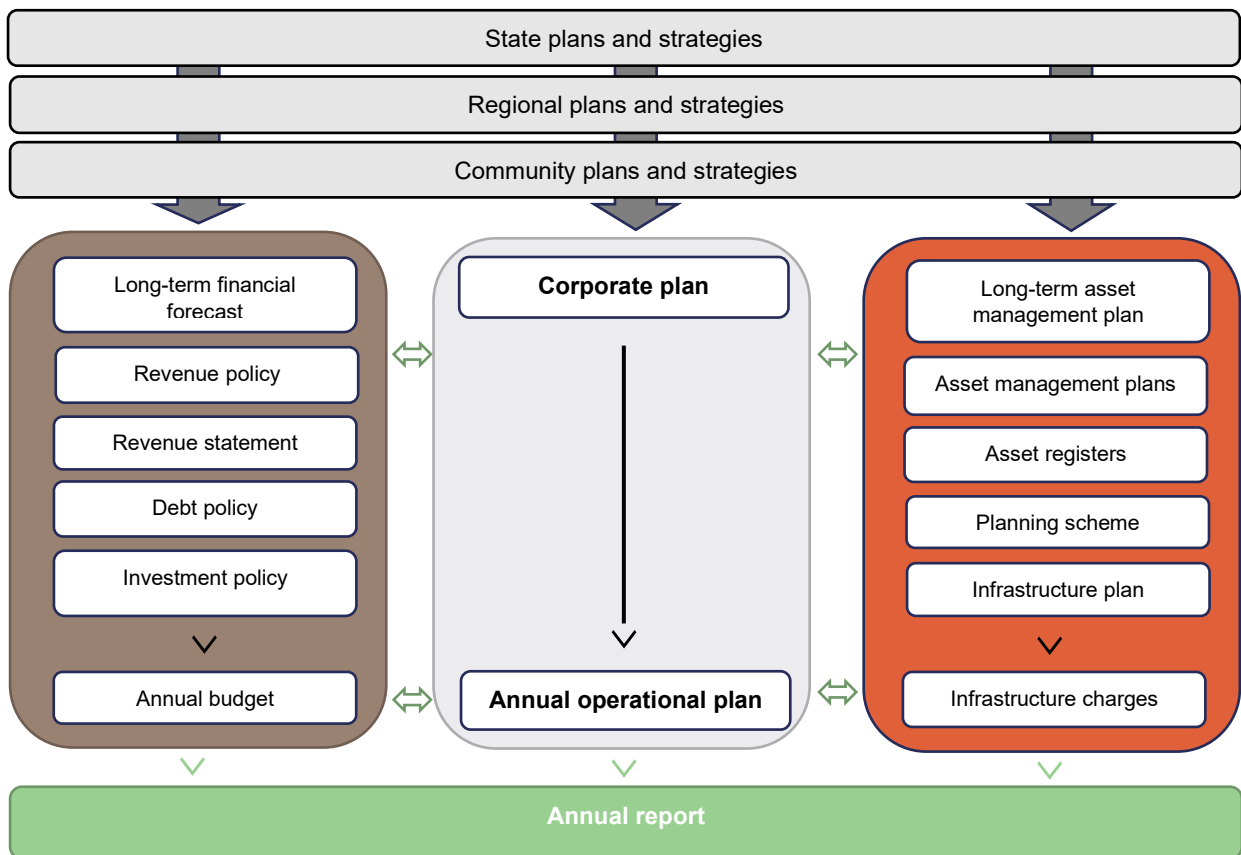 State plans and strategies
Regional plans and strategies
Community plans and strategies
Long-term financial
forecast
Revenue policy
Revenue statement
Debt policy
Investment policy
Annual budget
Corporate plan
Annual operational plan
Long-term asset
management plan
Asset management plans
Asset registers
Planning scheme
Infrastructure plan
Infrastructure charges
Annual report